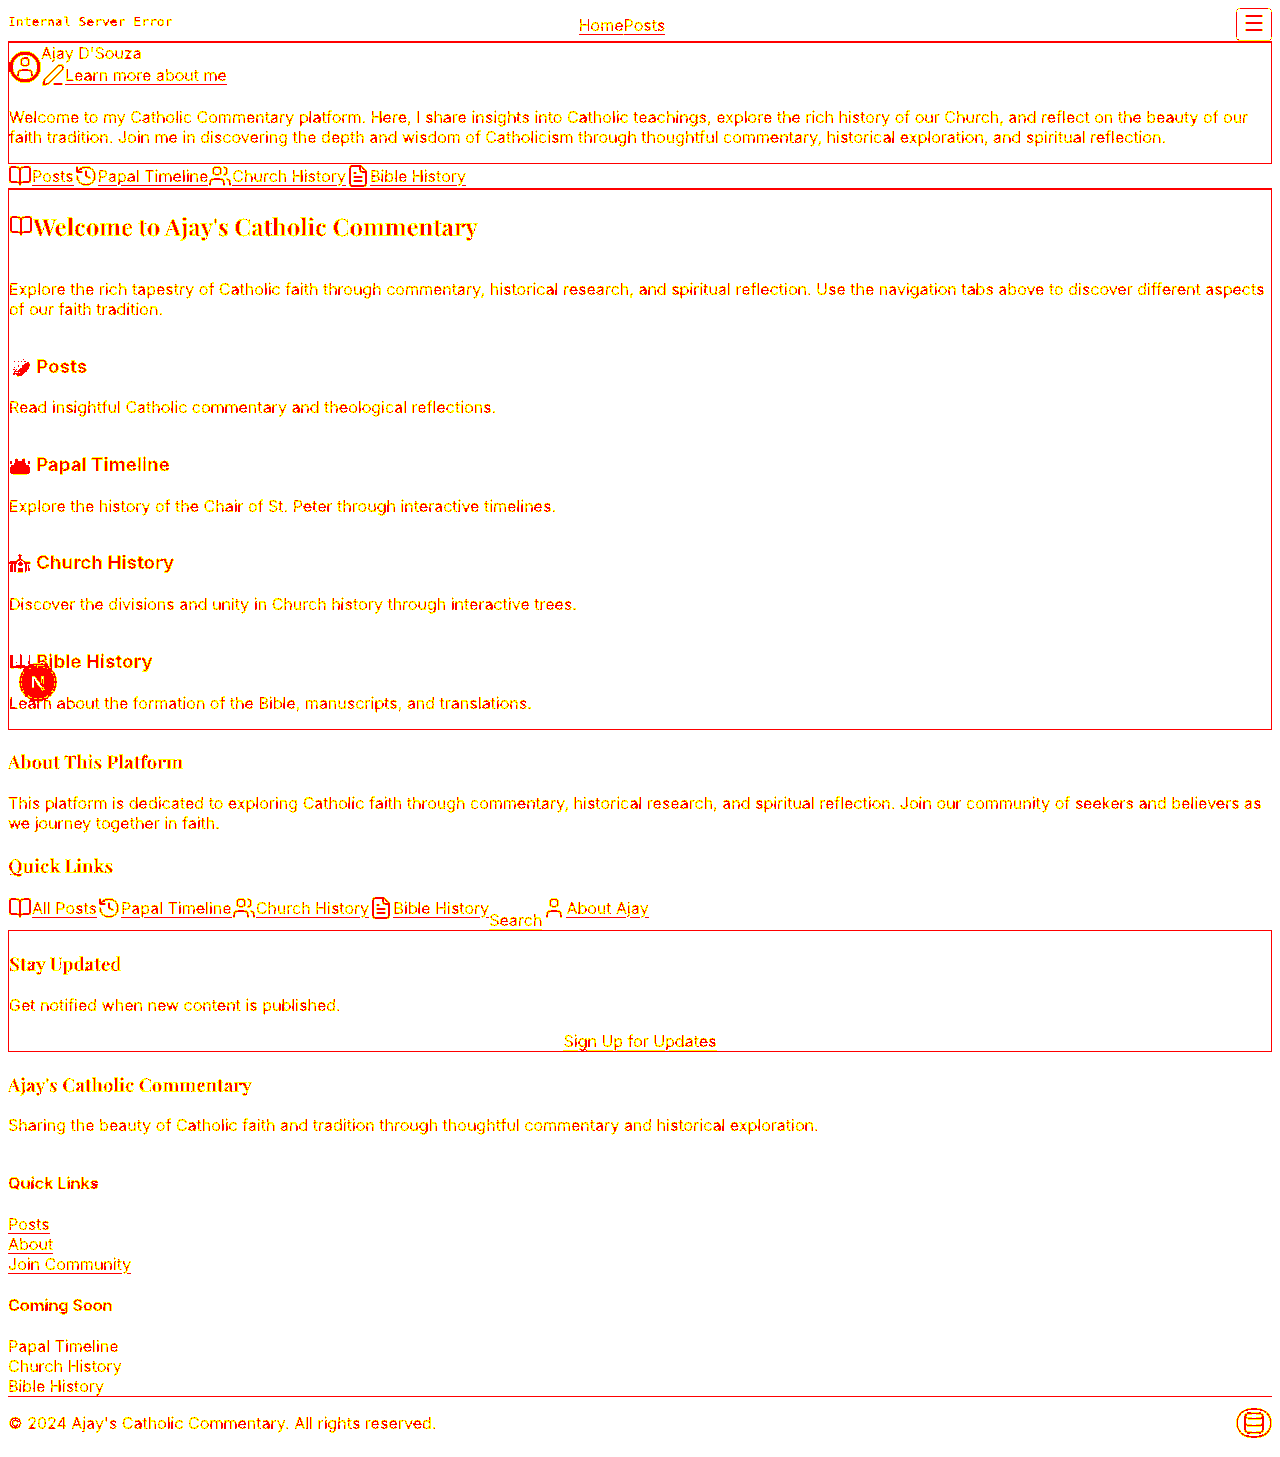 Internal Server Error
HomePosts
Ajay D'Souza
Learn more about me
Welcome to my Catholic Commentary platform. Here, I share insights into Catholic teachings, explore the rich history of our Church, and reflect on the beauty of our
faith tradition. Join me in discovering the depth and wisdom of Catholicism through thoughtful commentary, historical exploration, and spiritual reflection.
Posts Papal Timeline Church History Bible History
Welcome to Ajay's Catholic Commentary
Explore the rich tapestry of Catholic faith through commentary, historical research, and spiritual reflection. Use the navigation tabs above to discover different aspects
of our faith tradition.
Posts
Read insightful Catholic commentary and theological reflections.
Papal Timeline
Explore the history of the Chair of St. Peter through interactive timelines.
Church History
Discover the divisions and unity in Church history through interactive trees.
Bible History
N
Learn about the formation of the Bible, manuscripts, and translations.
About This Platform
This platform is dedicated to exploring Catholic faith through commentary, historical research, and spiritual reflection. Join our community of seekers and believers as
we journey together in faith.
Quick Links
All Posts Papal Timeline Church History Bible History Search About Ajay
Stay Updated
Get notified when new content is published.
Sign Up for Updates
Ajay's Catholic Commentary
Sharing the beauty of Catholic faith and tradition through thoughtful commentary and historical exploration.
Quick Links
Posts
About
Join Community
Coming Soon
Papal Timeline
Church History
Bible History
© 2024 Ajay's Catholic Commentary. All rights reserved.